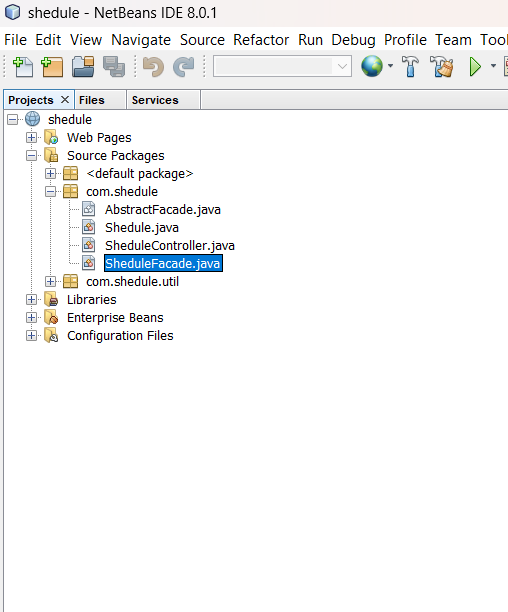 shedule - NetBeans IDE 8.0.1
File Edit View Navigate Source Refactor Run Debug Profile Team Tool
Projects × Files Services
shedule
Web Pages
Source Packages
<default package>
com.shedule
AbstractFacade.java
Shedule.java
SheduleController.java
SheduleFacade.java
com.shedule.util
Libraries
Enterprise Beans
Configuration Files